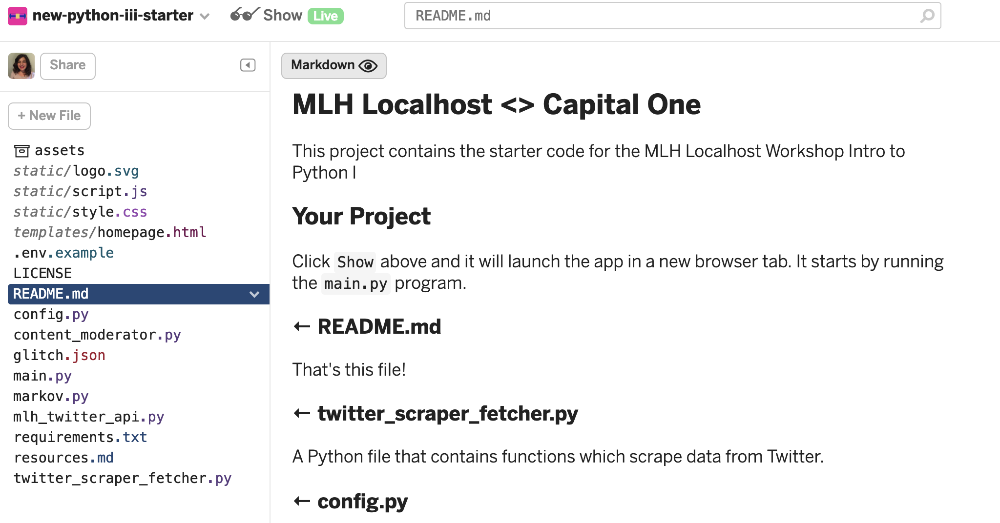 new-python-iii-starter Show Live README.md
Share
+ New File
assets
static/logo.svg
static/script.js
static/style.css
templates/homepage.html
.env.example
LICENSE
README.md
config.py
content_moderator.py
glitch.json
main.py
markov.py
mlh_twitter_api.py
requirements.txt
resources.md
twitter_scraper_fetcher.py
Markdown
MLH Localhost <> Capital One
This project contains the starter code for the MLH Localhost Workshop Intro to
Python I
Your Project
Click Show above and it will launch the app in a new browser tab. It starts by running
the main.py program.
← README.md
That's this file!
← twitter_scraper_fetcher.py
A Python file that contains functions which scrape data from Twitter.
← config.py